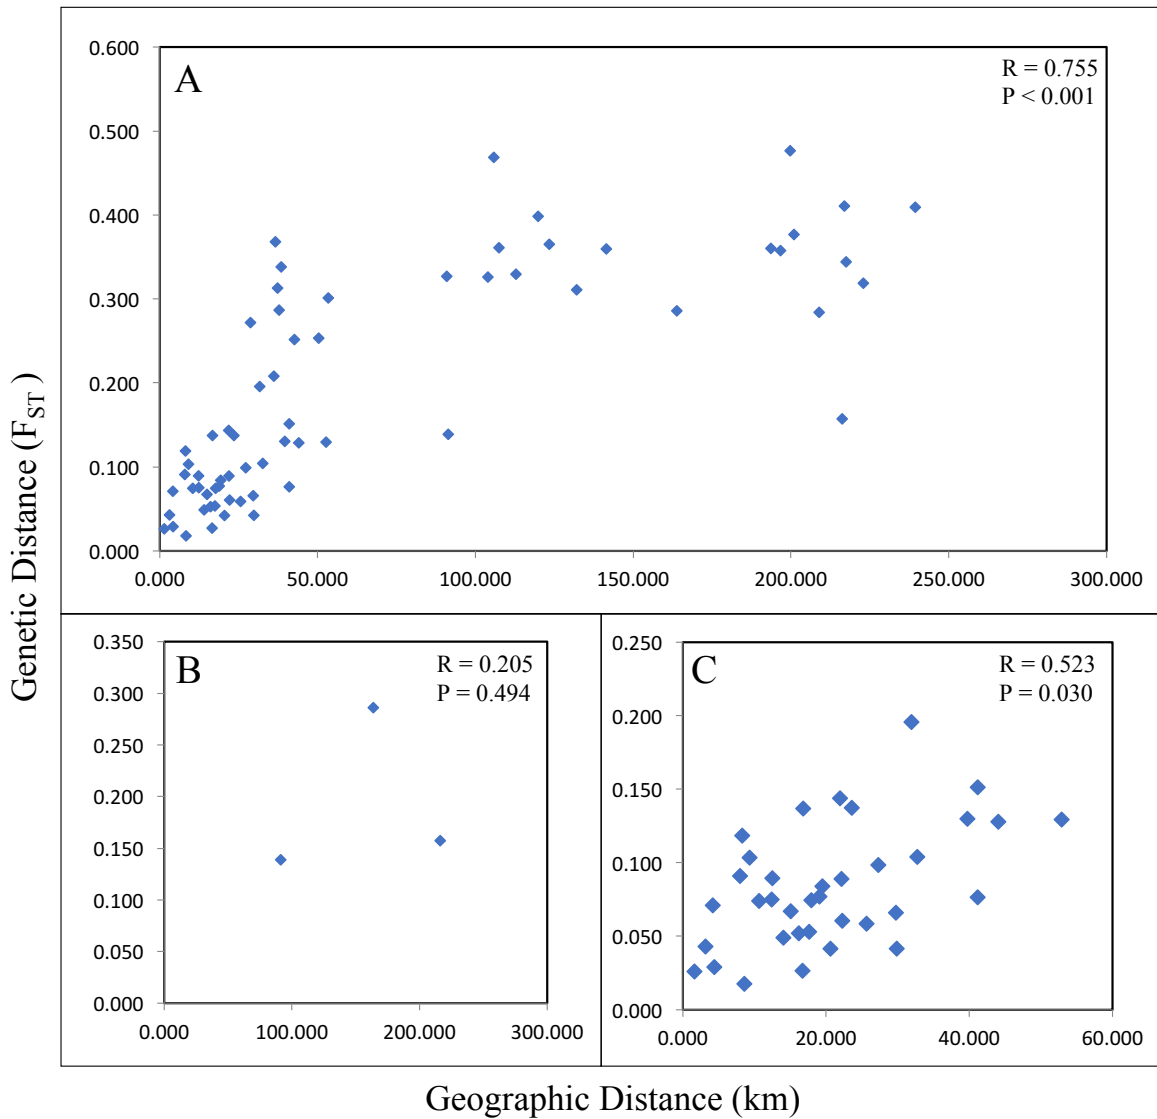 Genetic Distance (FST )
A
R = 0.755
P < 0.001
0.600
0.500
0.400
0.300
0.200
0.100
0.000
0.000 50.000 100.000 150.000 200.000 250.000 300.000
B
R = 0.205
P = 0.494
0.350
0.300
0.250
0.200
0.150
0.100
0.050
0.000
0.000 100.000 200.000 300.000
C
R = 0.523
P = 0.030
0.250
0.200
0.150
0.100
0.050
0.000
0.000 20.000 40.000 60.000
Geographic Distance (km)